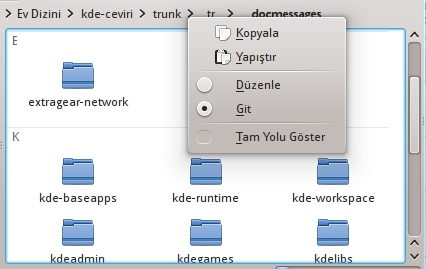 > Ev Dizini > kde-ceviri > trunk > tr > docmessages
Kopyala
Yapıştır
Düzenle
Git
Tam Yolu Göster
E
extragear-network
K
kde-baseapps kde-runtime kde-workspace
kdeadmin kdegames kdelibs